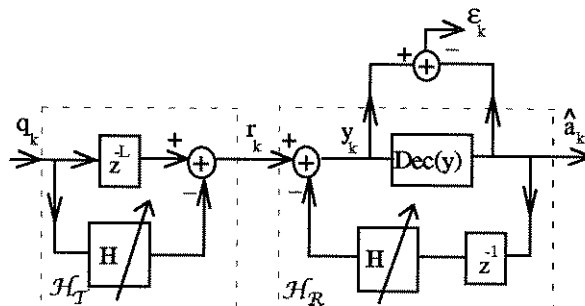 ε_k
+
−
+
q_k
z^-L
+
+
−
r_k
+
+
−
y_k
Dec(y)
â_k
H
H_T
H
z^-1
H_R